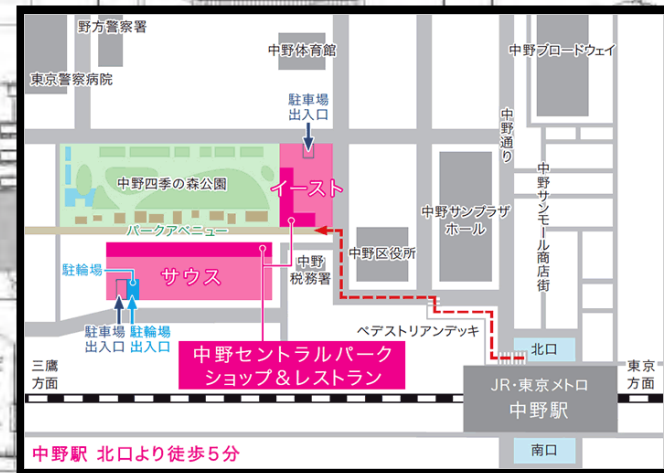 野方警察署
中野体育館
中野ブロードウェイ
東京警察病院
駐車場
出入口
中野通り
中野サンモール商店街
中野四季の森公園
イースト
中野サンプラザ
ホール
パークアベニュー
中野区役所
中野
税務署
駐輪場
サウス
駐車場
出入口
駐輪場
出入口
ペデストリアンデッキ
中野セントラルパーク
ショップ&レストラン
北口
三鷹
方面
東京
方面
JR・東京メトロ
中野駅
南口
中野駅 北口より徒歩5分